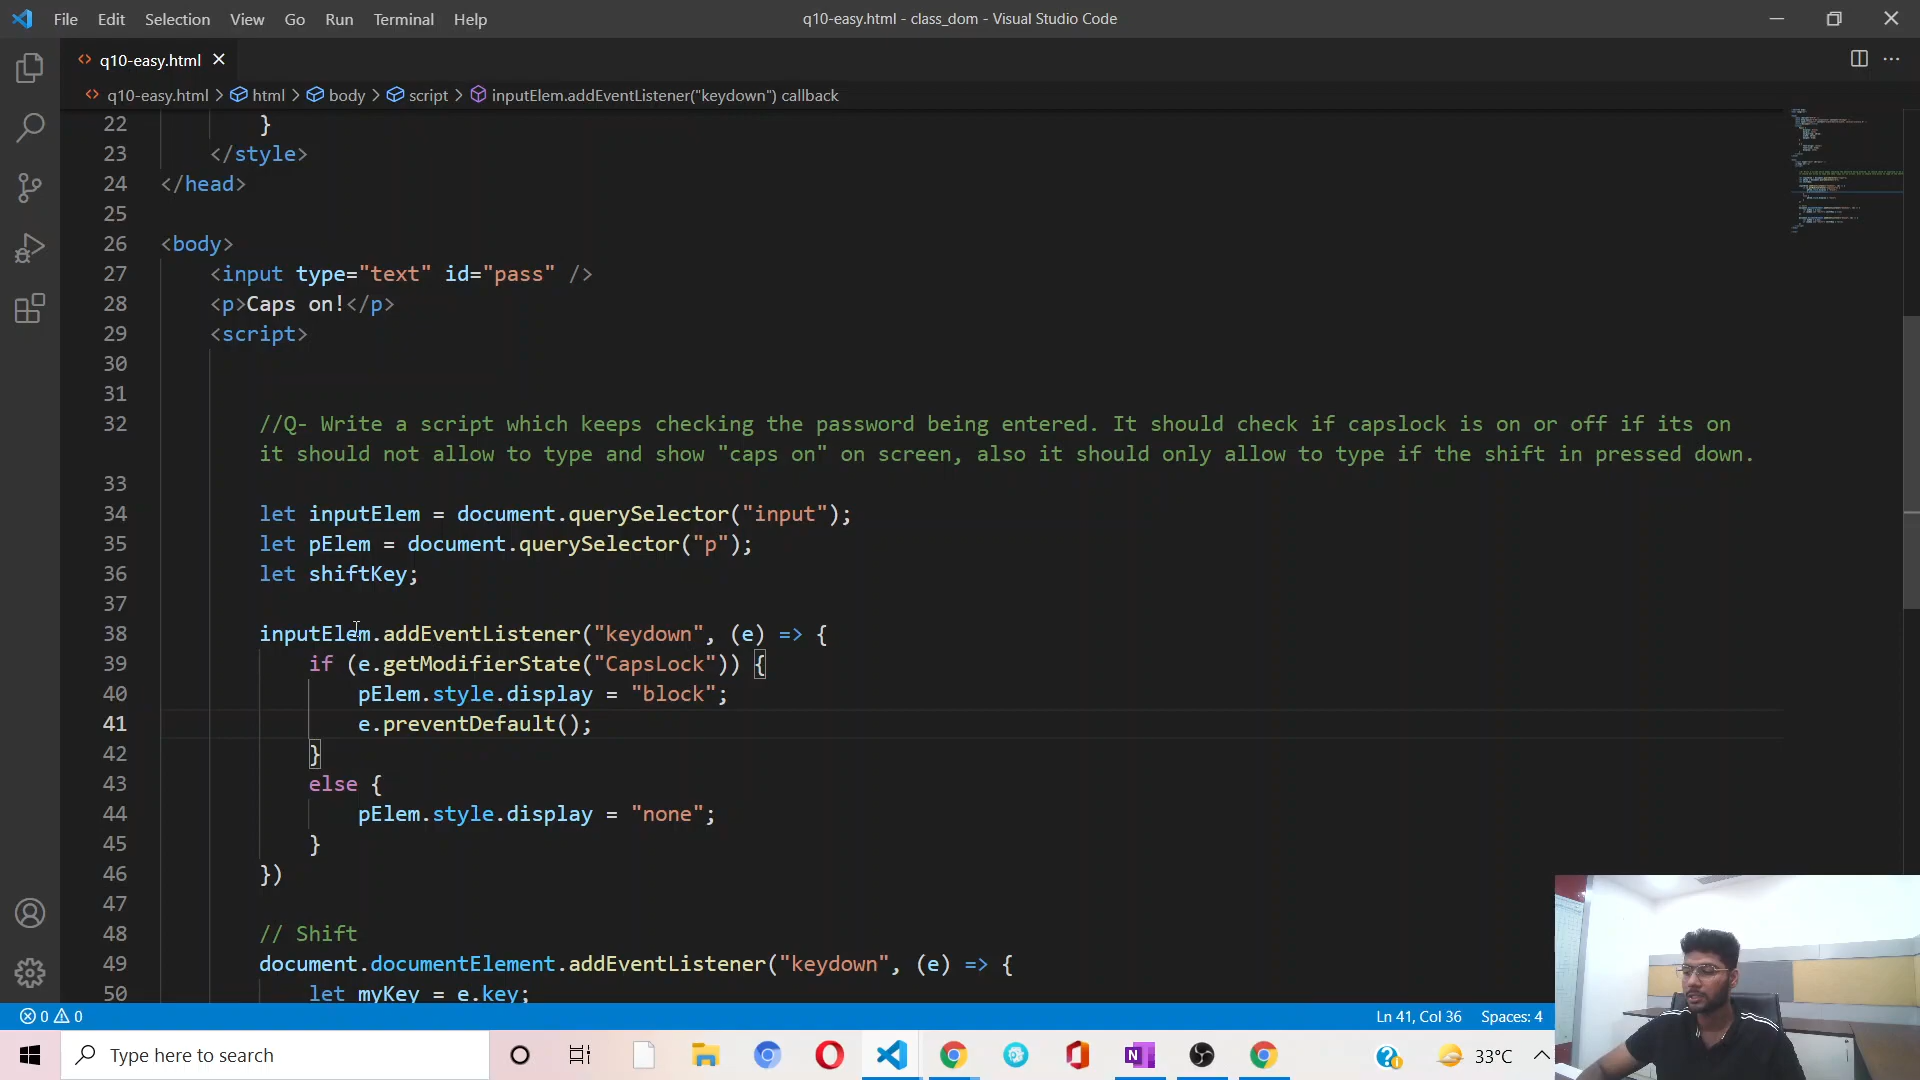 File Edit Selection View Go Run Terminal Help
q10-easy.html - class_dom - Visual Studio Code
q10-easy.html
q10-easy.html > html > body > script > inputElem.addEventListener("keydown") callback
22 }
23 </style>
24 </head>
25
26 <body>
27 <input type="text" id="pass" />
28 <p>Caps on!</p>
29 <script>
30
31
32 //Q- Write a script which keeps checking the password being entered. It should check if capslock is on or off if its on
it should not allow to type and show "caps on" on screen, also it should only allow to type if the shift in pressed down.
33
34 let inputElem = document.querySelector("input");
35 let pElem = document.querySelector("p");
36 let shiftKey;
37
38 inputElem.addEventListener("keydown", (e) => {
39 if (e.getModifierState("CapsLock")) {
40 pElem.style.display = "block";
41 e.preventDefault();
42 }
43 else {
44 pElem.style.display = "none";
45 }
46 })
47
48 // Shift
49 document.documentElement.addEventListener("keydown", (e) => {
50 let myKey = e.key;
0 0
Ln 41, Col 36 Spaces: 4
Type here to search
33°C